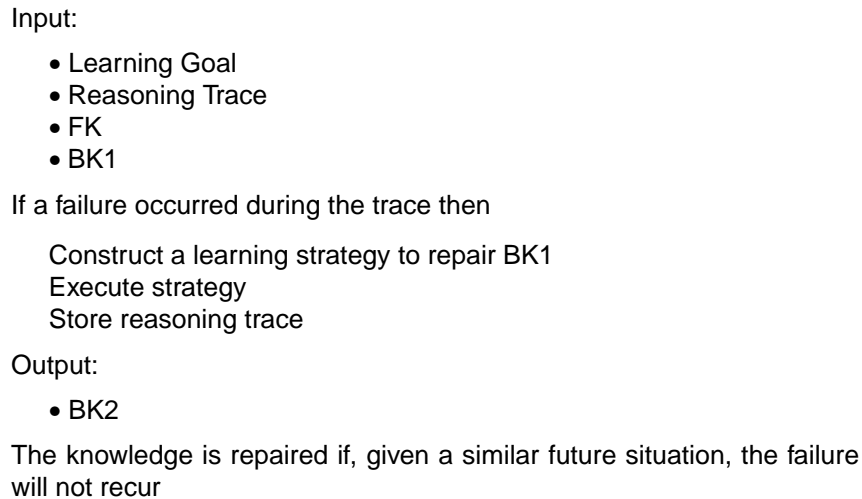 Input:
• Learning Goal
• Reasoning Trace
• FK
• BK1
If a failure occurred during the trace then
Construct a learning strategy to repair BK1
Execute strategy
Store reasoning trace
Output:
• BK2
The knowledge is repaired if, given a similar future situation, the failure
will not recur